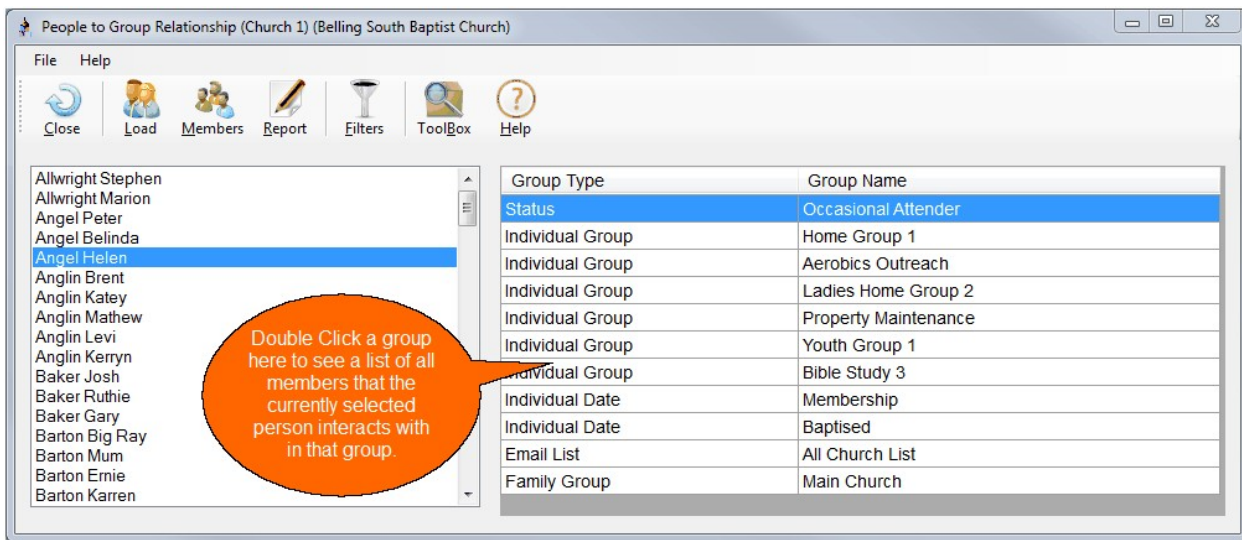 People to Group Relationship (Church 1) (Belling South Baptist Church)
File Help
Close Load Members Report Filters ToolBox Help
Allwright Stephen
Allwright Marion
Angel Peter
Angel Belinda
Angel Helen
Anglin Brent
Anglin Katey
Anglin Mathew
Anglin Levi
Anglin Kerryn
Baker Josh
Baker Ruthie
Baker Gary
Barton Big Ray
Barton Mum
Barton Ernie
Barton Karren
Double Click a group
here to see a list of all
members that the
currently selected
person interacts with
in that group.
Group Type Group Name
Status Occasional Attender
Individual Group Home Group 1
Individual Group Aerobics Outreach
Individual Group Ladies Home Group 2
Individual Group Property Maintenance
Individual Group Youth Group 1
Individual Group Bible Study 3
Individual Date Membership
Individual Date Baptised
Email List All Church List
Family Group Main Church